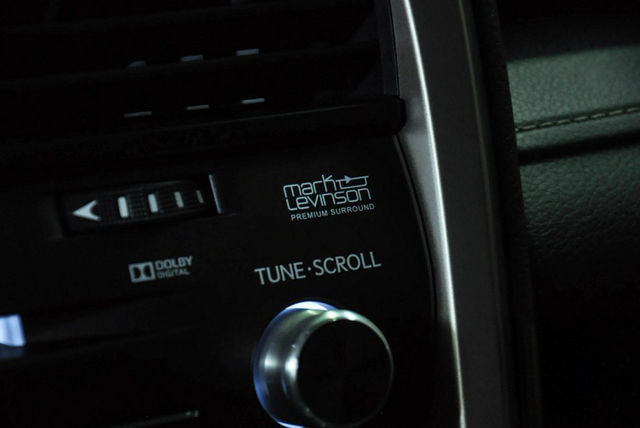 mark
LEVINSON
PREMIUM SURROUND
DOLBY
DIGITAL
TUNE·SCROLL